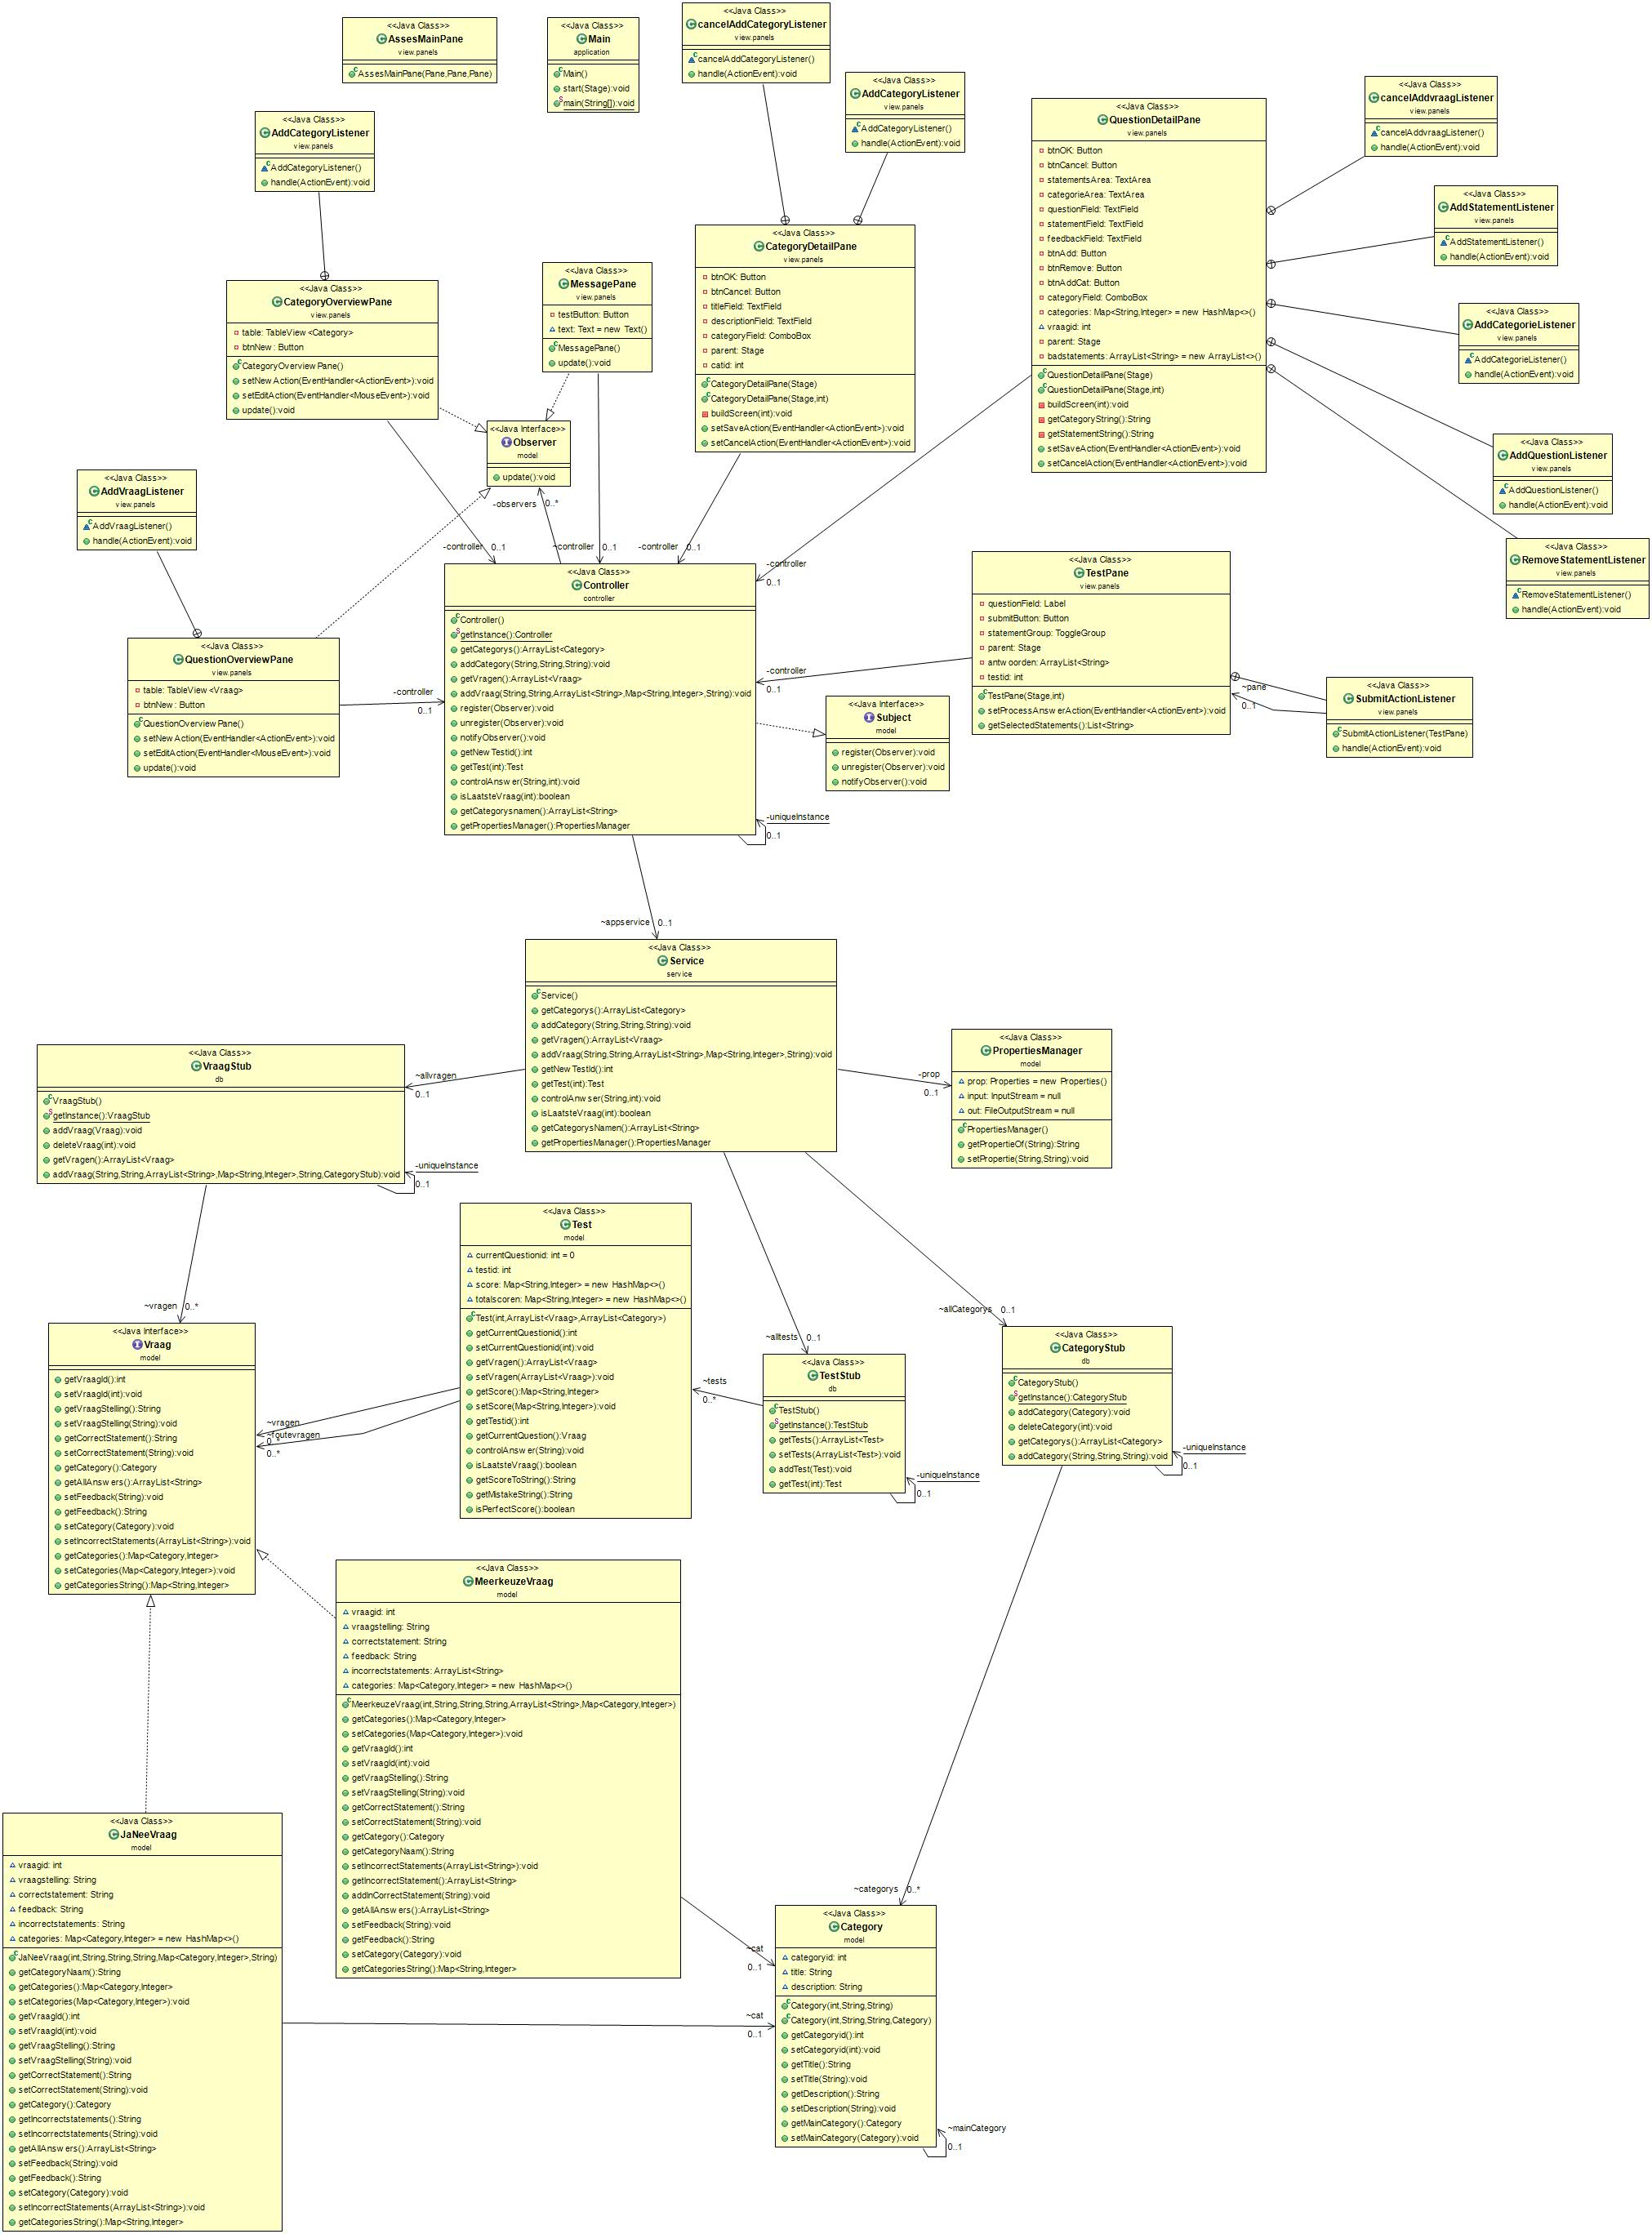 <<Java Class>>
AssesMainPane
view.panels
AssesMainPane(Pane,Pane,Pane)
<<Java Class>>
Main
application
Main()
start(Stage):void
main(String[]):void
<<Java Class>>
cancelAddCategoryListener
view.panels
cancelAddCategoryListener()
handle(ActionEvent):void
<<Java Class>>
AddCategoryListener
view.panels
AddCategoryListener()
handle(ActionEvent):void
<<Java Class>>
AddCategoryListener
view.panels
AddCategoryListener()
handle(ActionEvent):void
<<Java Class>>
QuestionDetailPane
view.panels
btnOK: Button
btnCancel: Button
statementsArea: TextArea
categorieArea: TextArea
questionField: TextField
statementField: TextField
feedbackField: TextField
btnAdd: Button
btnRemove: Button
btnAddCat: Button
categoryField: ComboBox
categories: Map<String,Integer> = new HashMap<>()
vraagid: int
parent: Stage
badstatements: ArrayList<String> = new ArrayList<>()
QuestionDetailPane(Stage)
QuestionDetailPane(Stage,int)
buildScreen(int):void
getCategoryString():String
getStatementString():String
setSaveAction(EventHandler<ActionEvent>):void
setCancelAction(EventHandler<ActionEvent>):void
<<Java Class>>
cancelAddvraagListener
view.panels
cancelAddvraagListener()
handle(ActionEvent):void
<<Java Class>>
AddStatementListener
view.panels
AddStatementListener()
handle(ActionEvent):void
<<Java Class>>
AddCategorieListener
view.panels
AddCategorieListener()
handle(ActionEvent):void
<<Java Class>>
AddQuestionListener
view.panels
AddQuestionListener()
handle(ActionEvent):void
<<Java Class>>
RemoveStatementListener
view.panels
RemoveStatementListener()
handle(ActionEvent):void
<<Java Class>>
CategoryOverviewPane
view.panels
table: TableView<Category>
btnNew: Button
CategoryOverviewPane()
setNewAction(EventHandler<ActionEvent>):void
setEditAction(EventHandler<MouseEvent>):void
update():void
<<Java Class>>
MessagePane
view.panels
testButton: Button
text: Text = new Text()
MessagePane()
update():void
<<Java Class>>
CategoryDetailPane
view.panels
btnOK: Button
btnCancel: Button
titleField: TextField
descriptionField: TextField
categoryField: ComboBox
parent: Stage
catid: int
CategoryDetailPane(Stage)
CategoryDetailPane(Stage,int)
buildScreen(int):void
setSaveAction(EventHandler<ActionEvent>):void
setCancelAction(EventHandler<ActionEvent>):void
<<Java Interface>>
Observer
model
update():void
<<Java Class>>
AddVraagListener
view.panels
AddVraagListener()
handle(ActionEvent):void
-observers 0..*
-controller 0..1
~controller 0..1
-controller 0..1
-controller
0..1
<<Java Class>>
Controller
controller
Controller()
getInstance():Controller
getCategorys():ArrayList<Category>
addCategory(String,String,String):void
getVragen():ArrayList<Vraag>
addVraag(String,String,ArrayList<String>,Map<String,Integer>,String):void
register(Observer):void
unregister(Observer):void
notifyObserver():void
getNewTestid():int
getTest(int):Test
controlAnswer(String,int):void
isLaatsteVraag(int):boolean
getCategorysnamen():ArrayList<String>
getPropertiesManager():PropertiesManager
<<Java Class>>
QuestionOverviewPane
view.panels
table: TableView<Vraag>
btnNew: Button
QuestionOverviewPane()
setNewAction(EventHandler<ActionEvent>):void
setEditAction(EventHandler<MouseEvent>):void
update():void
-controller
0..1
<<Java Class>>
TestPane
view.panels
questionField: Label
submitButton: Button
statementGroup: ToggleGroup
parent: Stage
antwoorden: ArrayList<String>
testid: int
TestPane(Stage,int)
setProcessAnswerAction(EventHandler<ActionEvent>):void
getSelectedStatements():List<String>
-controller
0..1
~pane
0..1
<<Java Class>>
SubmitActionListener
view.panels
SubmitActionListener(TestPane)
handle(ActionEvent):void
<<Java Interface>>
Subject
model
register(Observer):void
unregister(Observer):void
notifyObserver():void
-uniqueInstance
0..1
~appservice 0..1
<<Java Class>>
Service
service
Service()
getCategorys():ArrayList<Category>
addCategory(String,String,String):void
getVragen():ArrayList<Vraag>
addVraag(String,String,ArrayList<String>,Map<String,Integer>,String):void
getNewTestId():int
getTest(int):Test
controlAnwser(String,int):void
isLaatsteVraag(int):boolean
getCategorysNamen():ArrayList<String>
getPropertiesManager():PropertiesManager
<<Java Class>>
VraagStub
db
VraagStub()
getInstance():VraagStub
addVraag(Vraag):void
deleteVraag(int):void
getVragen():ArrayList<Vraag>
addVraag(String,String,ArrayList<String>,Map<String,Integer>,String,CategoryStub):void
~allvragen
0..1
-uniqueInstance
0..1
-prop
0..1
<<Java Class>>
PropertiesManager
model
prop: Properties = new Properties()
input: InputStream = null
out: FileOutputStream = null
PropertiesManager()
getPropertieOf(String):String
setPropertie(String,String):void
<<Java Class>>
Test
model
currentQuestionid: int = 0
testid: int
score: Map<String,Integer> = new HashMap<>()
totalscoren: Map<String,Integer> = new HashMap<>()
Test(int,ArrayList<Vraag>,ArrayList<Category>)
getCurrentQuestionid():int
setCurrentQuestionid(int):void
getVragen():ArrayList<Vraag>
setVragen(ArrayList<Vraag>):void
getScore():Map<String,Integer>
setScore(Map<String,Integer>):void
getTestid():int
getCurrentQuestion():Vraag
controlAnswer(String):void
isLaatsteVraag():boolean
getScoreToString():String
getMistakeString():String
isPerfectScore():boolean
~vragen 0..*
<<Java Interface>>
Vraag
model
getVraagId():int
setVraagId(int):void
getVraagStelling():String
setVraagStelling(String):void
getCorrectStatement():String
setCorrectStatement(String):void
getCategory():Category
getAllAnswers():ArrayList<String>
setFeedback(String):void
getFeedback():String
setCategory(Category):void
setIncorrectStatements(ArrayList<String>):void
getCategories():Map<Category,Integer>
setCategories(Map<Category,Integer>):void
getCategoriesString():Map<String,Integer>
~vragen
0..*
~foutevragen
0..*
~tests
0..*
~alltests 0..1
<<Java Class>>
TestStub
db
TestStub()
getInstance():TestStub
getTests():ArrayList<Test>
setTests(ArrayList<Test>):void
addTest(Test):void
getTest(int):Test
-uniqueInstance
0..1
~allCategorys 0..1
<<Java Class>>
CategoryStub
db
CategoryStub()
getInstance():CategoryStub
addCategory(Category):void
deleteCategory(int):void
getCategorys():ArrayList<Category>
addCategory(String,String,String):void
-uniqueInstance
0..1
<<Java Class>>
MeerkeuzeVraag
model
vraagid: int
vraagstelling: String
correctstatement: String
feedback: String
incorrectstatements: ArrayList<String>
categories: Map<Category,Integer> = new HashMap<>()
MeerkeuzeVraag(int,String,String,String,ArrayList<String>,Map<Category,Integer>)
getCategories():Map<Category,Integer>
setCategories(Map<Category,Integer>):void
getVraagId():int
setVraagId(int):void
getVraagStelling():String
setVraagStelling(String):void
getCorrectStatement():String
setCorrectStatement(String):void
getCategory():Category
getCategoryNaam():String
setIncorrectStatements(ArrayList<String>):void
getIncorrectStatement():ArrayList<String>
addInCorrectStatement(String):void
getAllAnswers():ArrayList<String>
setFeedback(String):void
getFeedback():String
setCategory(Category):void
getCategoriesString():Map<String,Integer>
<<Java Class>>
JaNeeVraag
model
vraagid: int
vraagstelling: String
correctstatement: String
feedback: String
incorrectstatements: String
categories: Map<Category,Integer> = new HashMap<>()
JaNeeVraag(int,String,String,String,Map<Category,Integer>,String)
getCategoryNaam():String
getCategories():Map<Category,Integer>
setCategories(Map<Category,Integer>):void
getVraagId():int
setVraagId(int):void
getVraagStelling():String
setVraagStelling(String):void
getCorrectStatement():String
setCorrectStatement(String):void
getCategory():Category
getIncorrectstatements():String
setIncorrectstatements(String):void
getAllAnswers():ArrayList<String>
setFeedback(String):void
getFeedback():String
setCategory(Category):void
setIncorrectStatements(ArrayList<String>):void
getCategoriesString():Map<String,Integer>
~categorys 0..*
~cat
0..1
~cat
0..1
<<Java Class>>
Category
model
categoryid: int
title: String
description: String
Category(int,String,String)
Category(int,String,String,Category)
getCategoryid():int
setCategoryid(int):void
getTitle():String
setTitle(String):void
getDescription():String
setDescription(String):void
getMainCategory():Category
setMainCategory(Category):void
~mainCategory
0..1